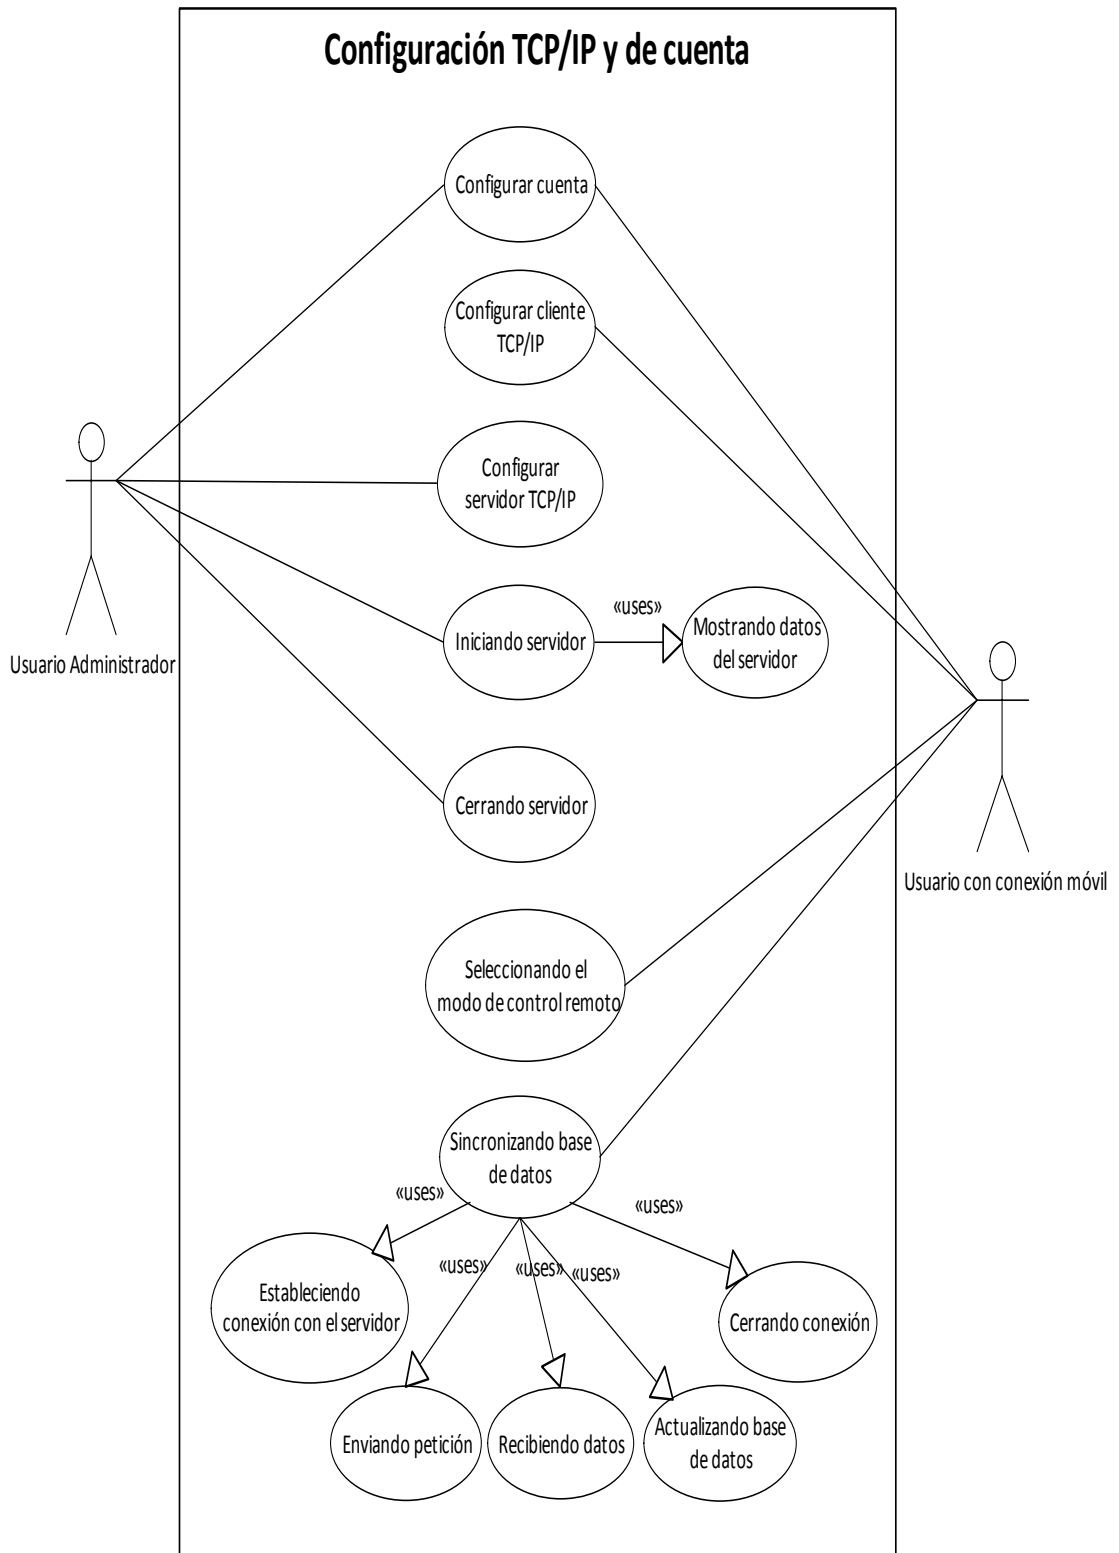 Configuración TCP/IP y de cuenta
Configurar cuenta
Configurar cliente
TCP/IP
Configurar
servidor TCP/IP
Iniciando servidor
«uses»
Mostrando datos
del servidor
Usuario Administrador
Cerrando servidor
Usuario con conexión móvil
Seleccionando el
modo de control remoto
Sincronizando base
de datos
«uses»
«uses»
«uses»
«uses»
«uses»
Estableciendo
conexión con el servidor
Cerrando conexión
Enviando petición
Recibiendo datos
Actualizando base
de datos